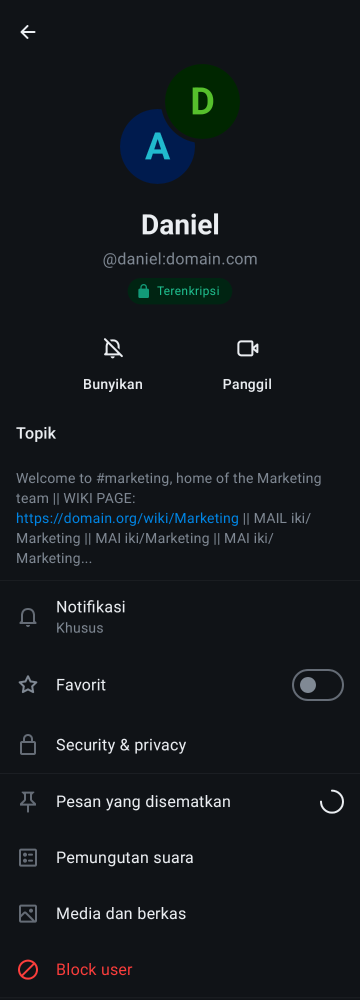 D
A
Daniel
@daniel:domain.com
Terenkripsi
Bunyikan
Panggil
Topik
Welcome to #marketing, home of the Marketing
team || WIKI PAGE:
https://domain.org/wiki/Marketing || MAIL iki/
Marketing || MAI iki/Marketing || MAI iki/
Marketing...
Notifikasi
Khusus
Favorit
Security & privacy
Pesan yang disematkan
Pemungutan suara
Media dan berkas
Block user